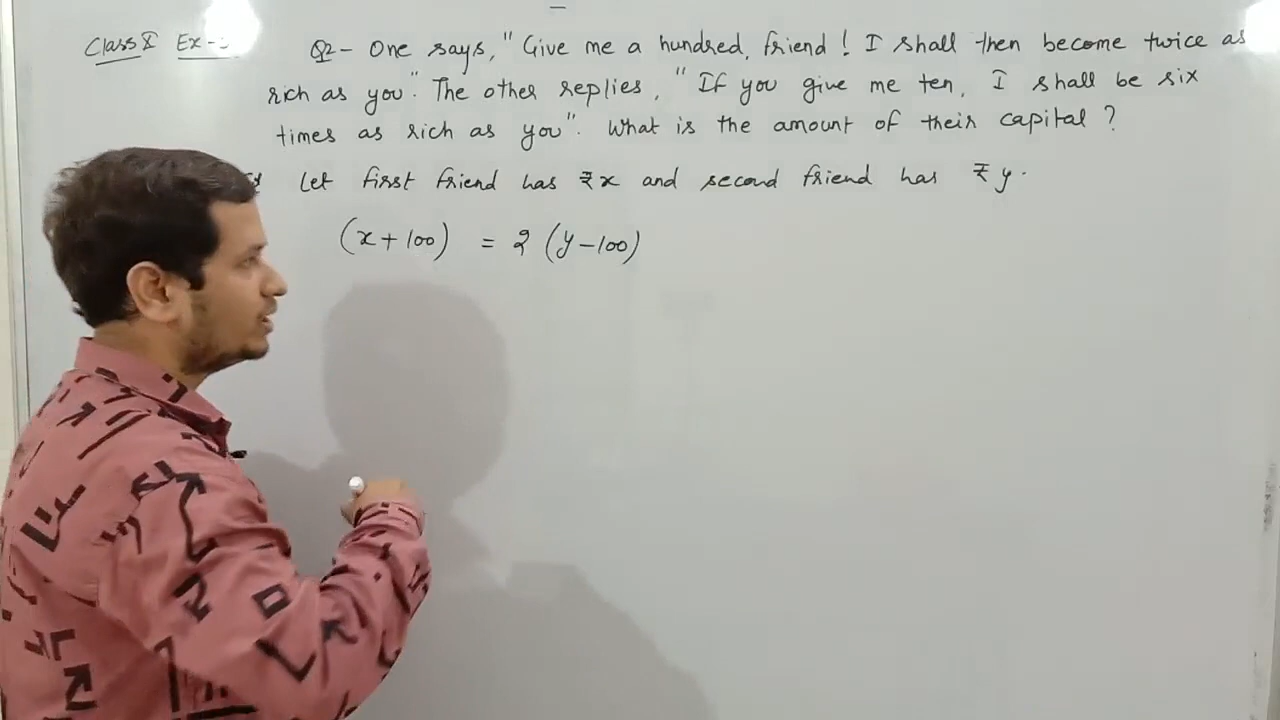 Class X Ex- Q2- One says, "Give me a hundred, friend! I shall then become twice as
rich as you". The other replies, "If you give me ten, I shall be six
times as rich as you". What is the amount of their capital?
Let first friend has ₹x and second friend has ₹y.
(x+100) = 2 (y-100)